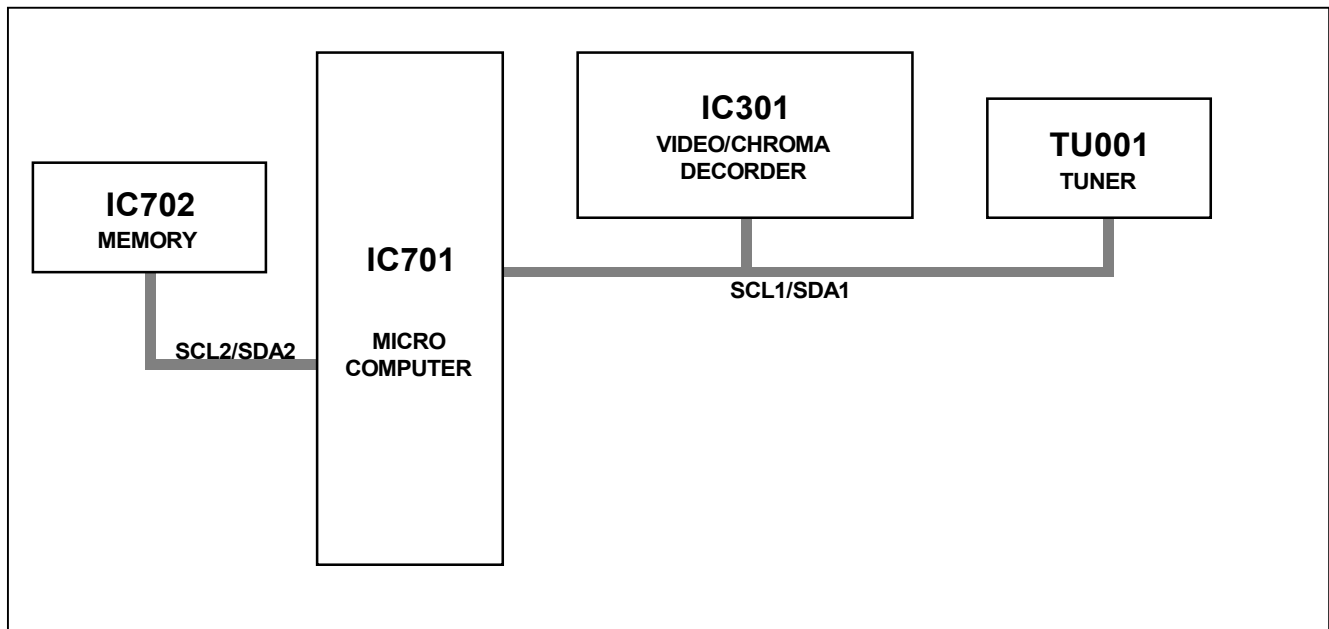 IC702
MEMORY
SCL2/SDA2
IC701
MICRO
COMPUTER
IC301
VIDEO/CHROMA
DECORDER
SCL1/SDA1
TU001
TUNER